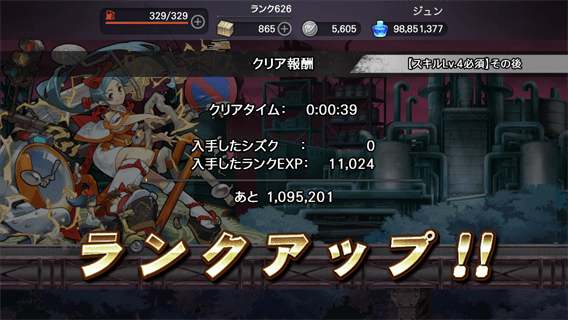 ランク626
329/329
865
5,605
ジュン
98,851,377
クリア報酬
【スキルLv.4必須】その後
クリアタイム: 0:00:39
入手したシズク : 0
入手したランクEXP: 11,024
あと 1,095,201
ランクアップ!!